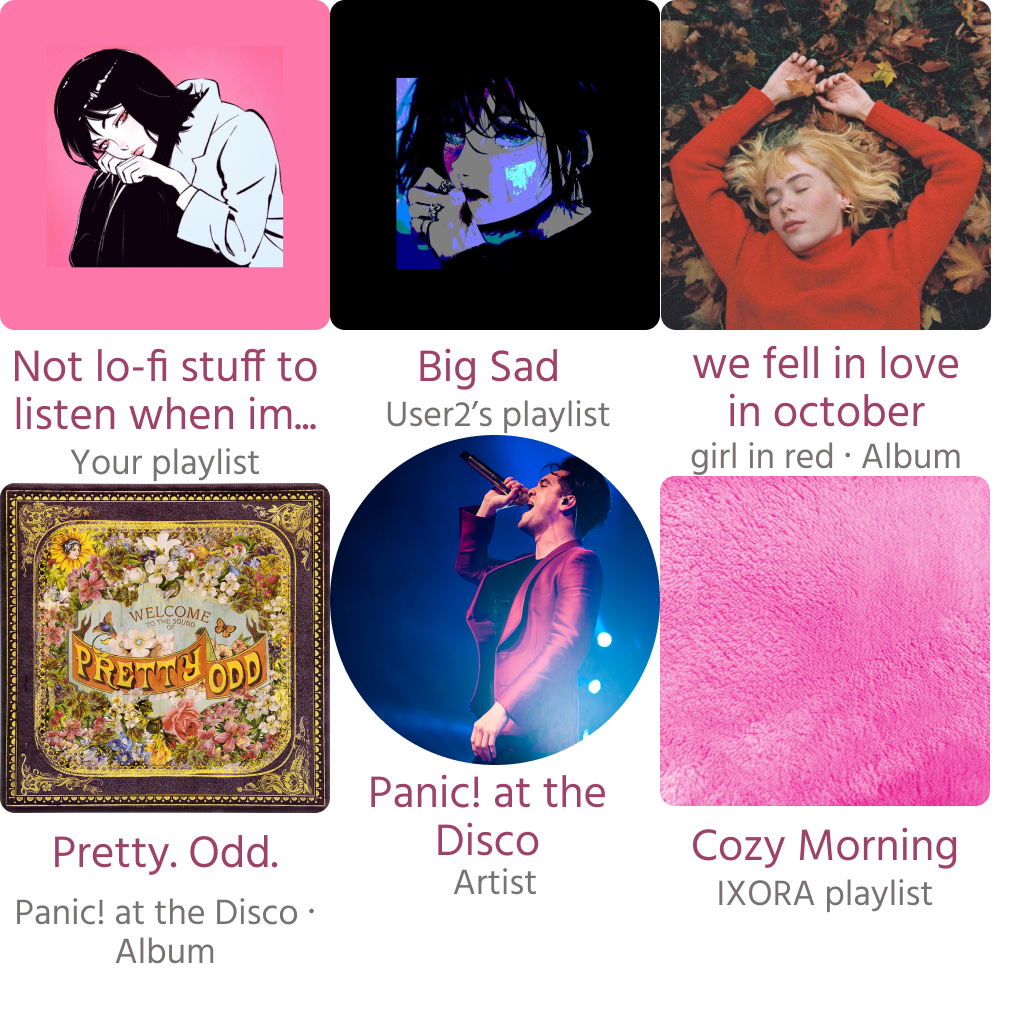 Not lo-fi stuff to
listen when im...
Your playlist
Big Sad
User2’s playlist
we fell in love
in october
girl in red · Album
WELCOME
TO THE SOUND
OF
PRETTY ODD
Pretty. Odd.
Panic! at the Disco ·
Album
Panic! at the
Disco
Artist
Cozy Morning
IXORA playlist